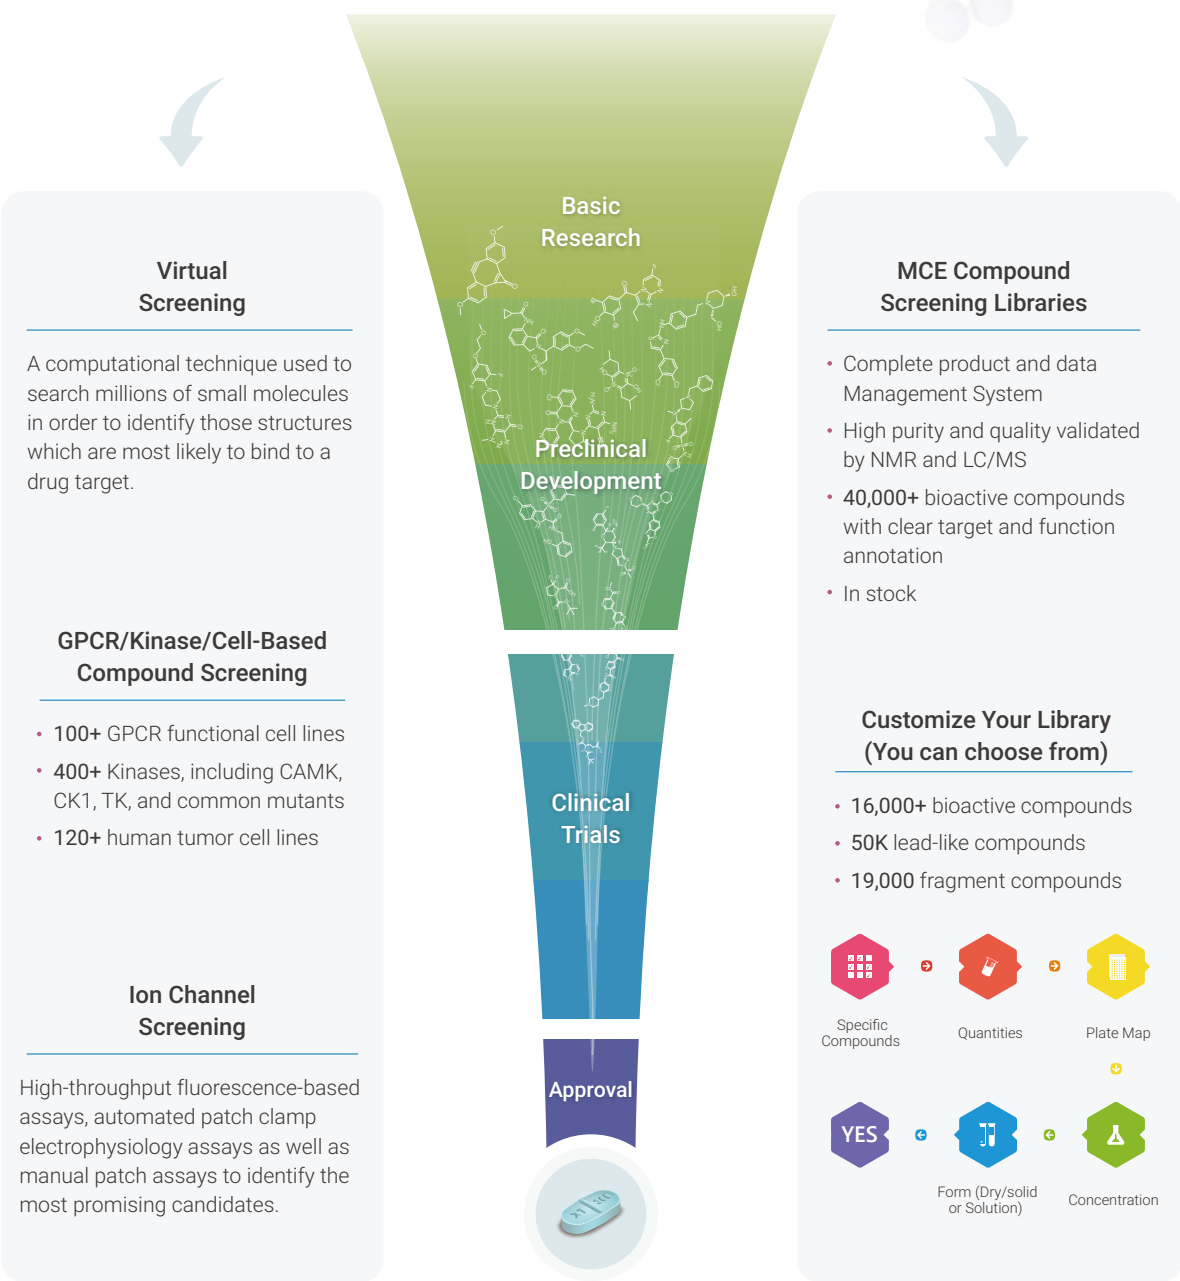 Basic
Research
Preclinical
Development
Clinical
Trials
Approval
Virtual
Screening
A computational technique used to
search millions of small molecules
in order to identify those structures
which are most likely to bind to a
drug target.
GPCR/Kinase/Cell-Based
Compound Screening
• 100+ GPCR functional cell lines
• 400+ Kinases, including CAMK,
CK1, TK, and common mutants
• 120+ human tumor cell lines
Ion Channel
Screening
High-throughput fluorescence-based
assays, automated patch clamp
electrophysiology assays as well as
manual patch assays to identify the
most promising candidates.
MCE Compound
Screening Libraries
• Complete product and data
Management System
• High purity and quality validated
by NMR and LC/MS
• 40,000+ bioactive compounds
with clear target and function
annotation
• In stock
Customize Your Library
(You can choose from)
• 16,000+ bioactive compounds
• 50K lead-like compounds
• 19,000 fragment compounds
Specific
Compounds
Quantities
Plate Map
Concentration
Form (Dry/solid
or Solution)
YES